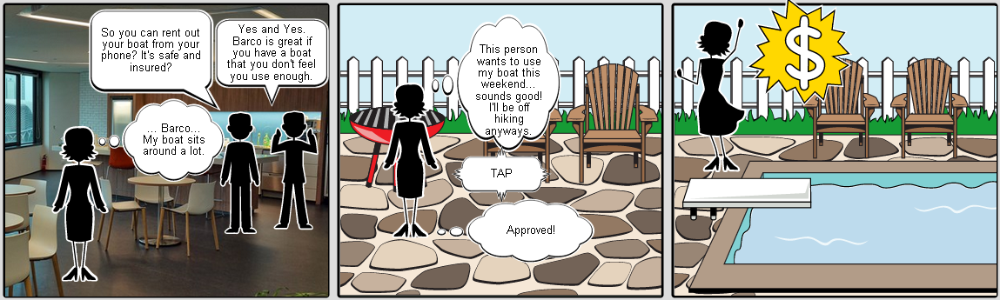 So you can rent out
your boat from your
phone? It's safe and
insured?
Yes and Yes.
Barco is great if
you have a boat
that you don't feel
you use enough.
... Barco...
My boat sits
around a lot.
This person
wants to use
my boat this
weekend...
sounds good!
I'll be off
hiking
anyways.
TAP
Approved!
$